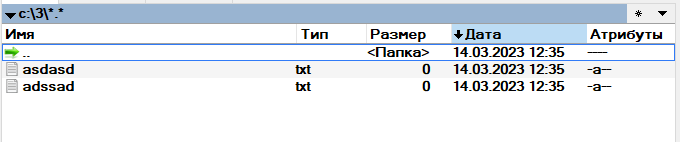 c:\3\*.* * 
Имя Тип Размер Дата Атрибуты
.. <Папка> 14.03.2023 12:35 ----
asdasd txt 0 14.03.2023 12:35 -a--
adssad txt 0 14.03.2023 12:35 -a--